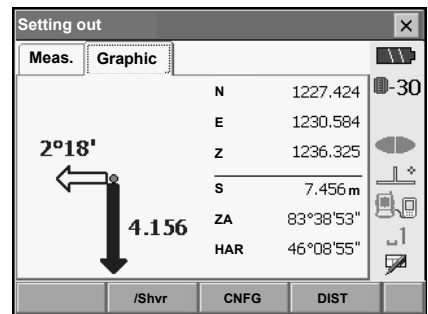 Setting out
Meas. Graphic
N 1227.424
E 1230.584
Z 1236.325
2°18'
S 7.456 m
4.156
ZA 83°38'53"
HAR 46°08'55"
-30
1
/Shvr CNFG DIST